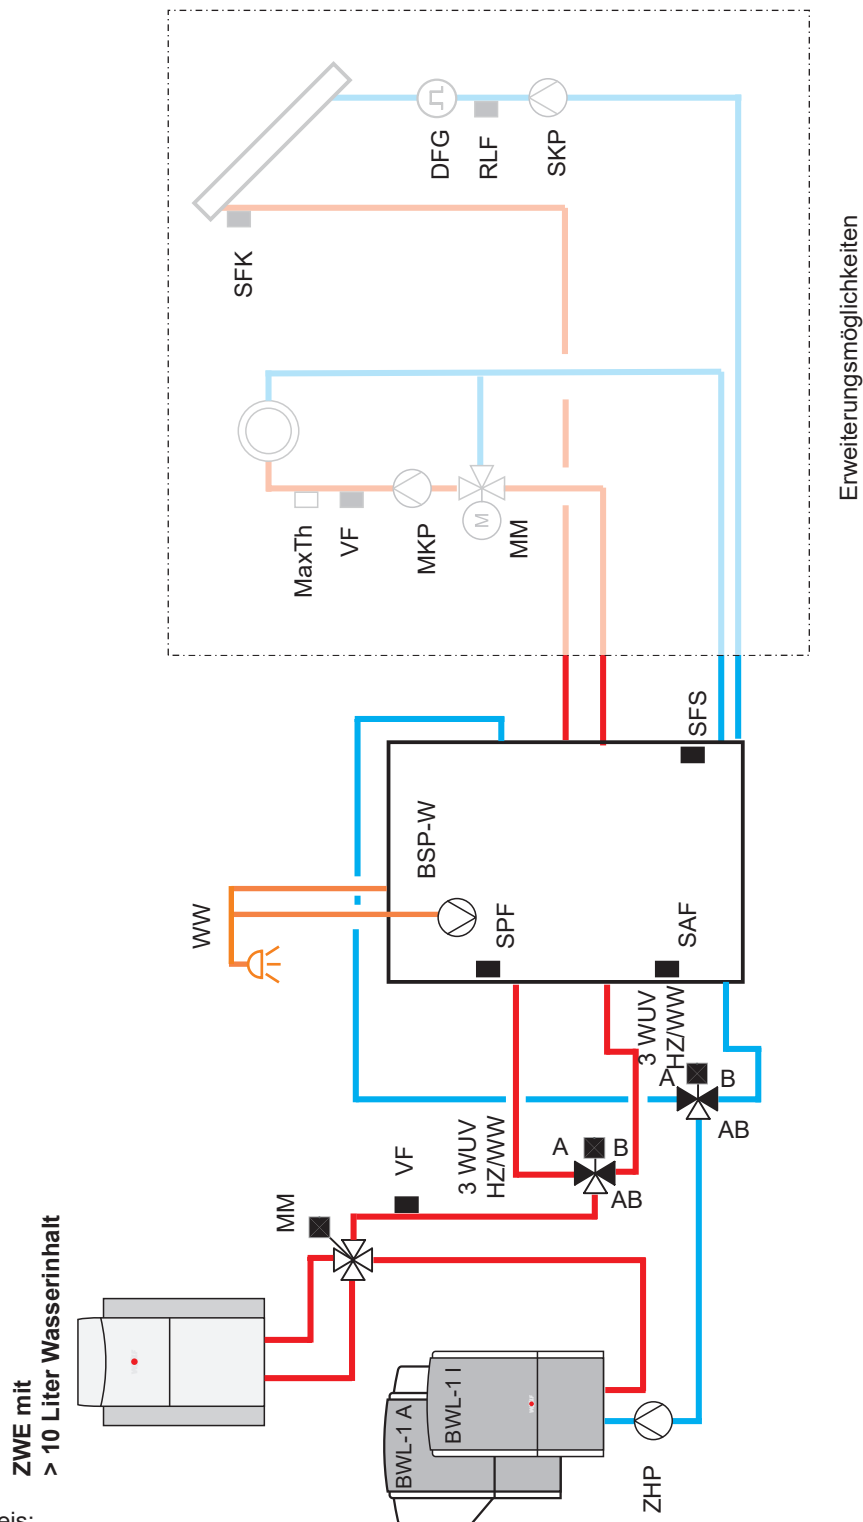 eis:
ZWE mit
> 10 Liter Wasserinhalt
BWL-1 A
BWL-1 I
ZHP
MM
VF
3 WUV
HZ/WW
A
B
AB
3 WUV
HZ/WW
A
B
AB
WW
BSP-W
SPF
SAF
SFS
MaxTh
VF
MKP
MM
M
SFK
DFG
RLF
SKP
Erweiterungsmöglichkeiten